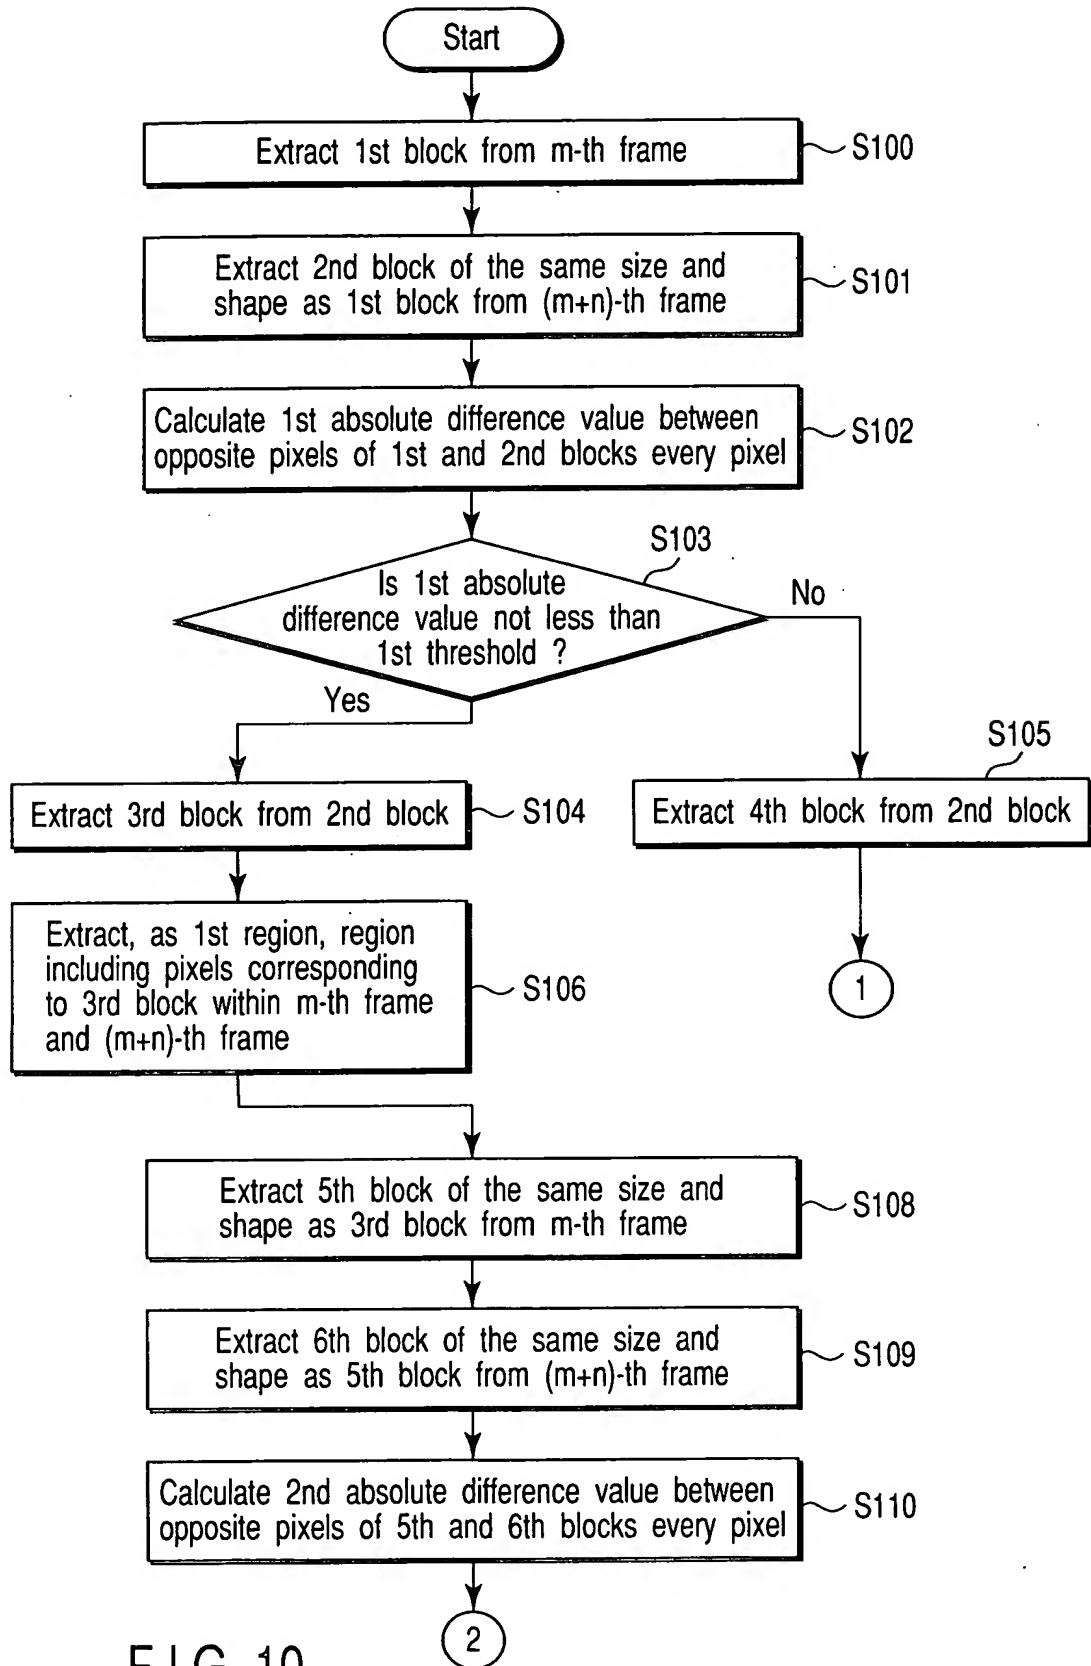 Start
Extract 1st block from m-th frame
S100
Extract 2nd block of the same size and
shape as 1st block from (m+n)-th frame
S101
Calculate 1st absolute difference value between
opposite pixels of 1st and 2nd blocks every pixel
S102
S103
Is 1st absolute
difference value not less than
1st threshold ?
No
Yes
S105
Extract 3rd block from 2nd block
S104
Extract 4th block from 2nd block
Extract, as 1st region, region
including pixels corresponding
to 3rd block within m-th frame
and (m+n)-th frame
S106
1
Extract 5th block of the same size and
shape as 3rd block from m-th frame
S108
Extract 6th block of the same size and
shape as 5th block from (m+n)-th frame
S109
Calculate 2nd absolute difference value between
opposite pixels of 5th and 6th blocks every pixel
S110
2
FIG. 10